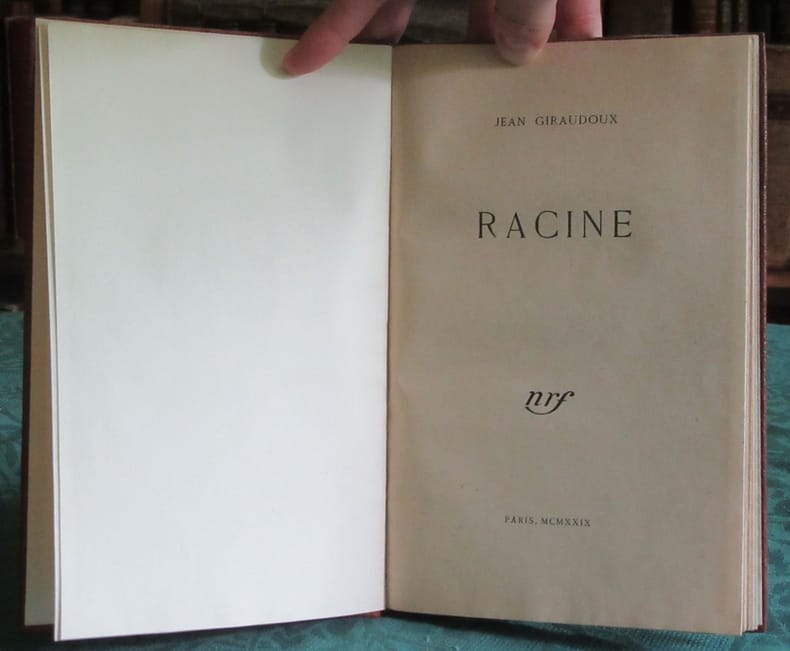 JEAN GIRAUDOUX
RACINE
nrf
PARIS, MCMXXIX